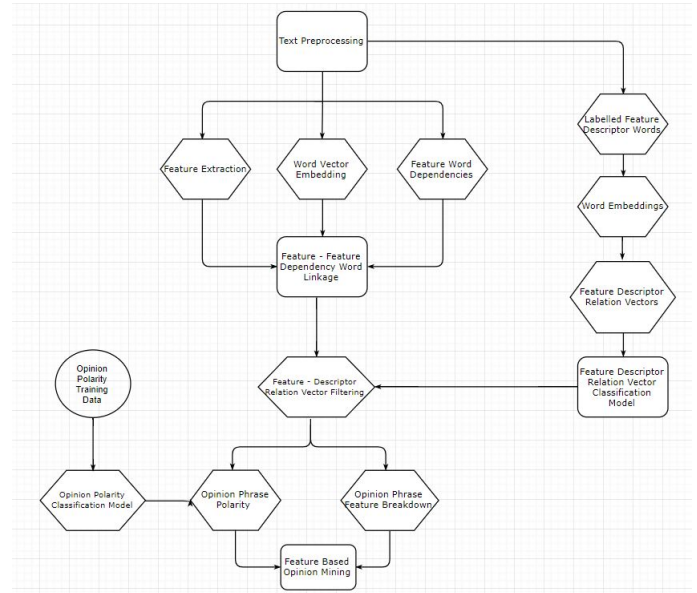 Text Preprocessing
Labelled Feature
Descriptor Words
Feature Extraction
Word Vector
Embedding
Feature Word
Dependencies
Word Embeddings
Feature - Feature
Dependency Word
Linkage
Feature Descriptor
Relation Vectors
Opinion
Polarity
Training
Data
Feature - Descriptor
Relation Vector Filtering
Feature Descriptor
Relation Vector
Classification
Model
Opinion Polarity
Classification Model
Opinion Phrase
Polarity
Opinion Phrase
Feature Breakdown
Feature Based
Opinion Mining